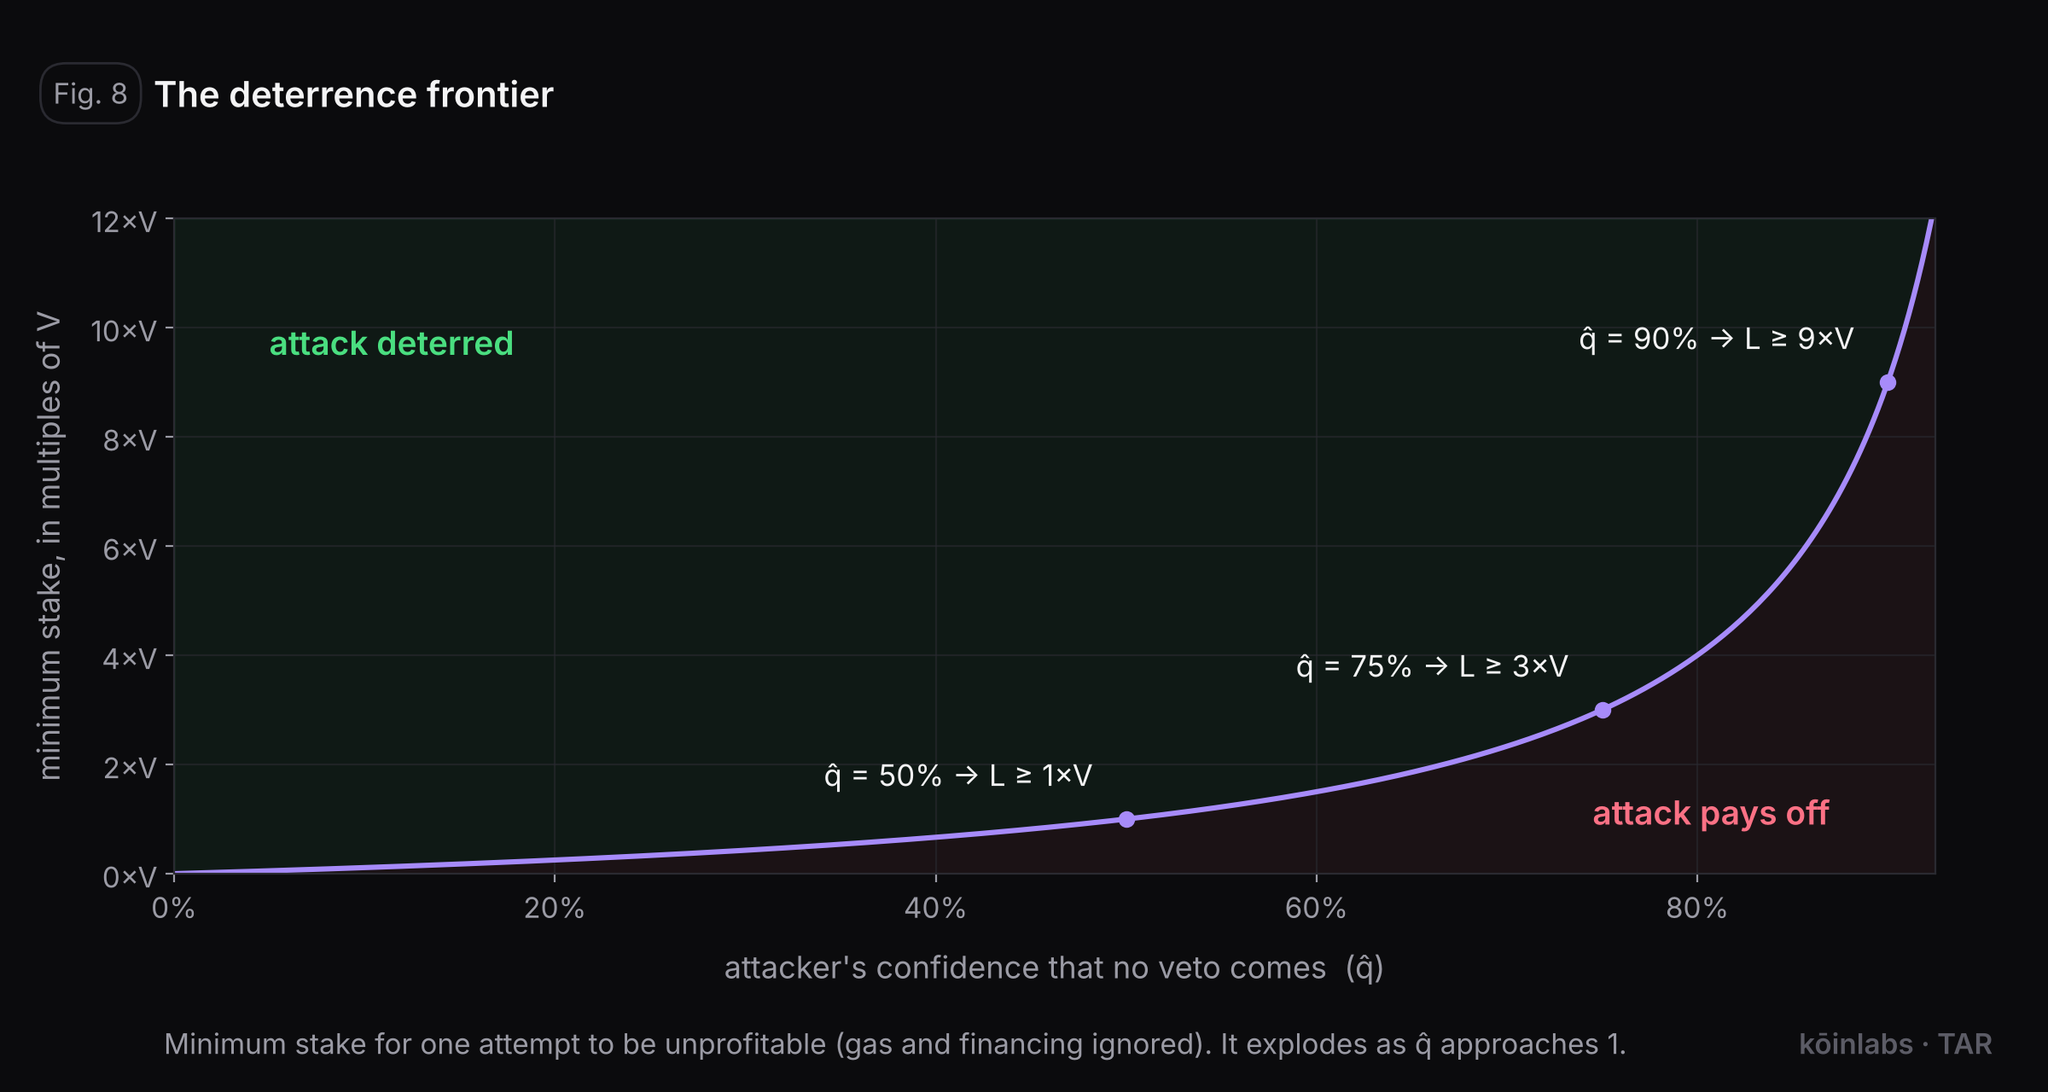 Fig. 8 The deterrence frontier
12×V
10×V
8×V
6×V
4×V
2×V
0×V
minimum stake, in multiples of V
attack deterred
q̂ = 90% → L ≥ 9×V
q̂ = 75% → L ≥ 3×V
q̂ = 50% → L ≥ 1×V
attack pays off
0% 20% 40% 60% 80%
attacker's confidence that no veto comes (q̂)
Minimum stake for one attempt to be unprofitable (gas and financing ignored). It explodes as q̂ approaches 1.
kōinlabs · TAR